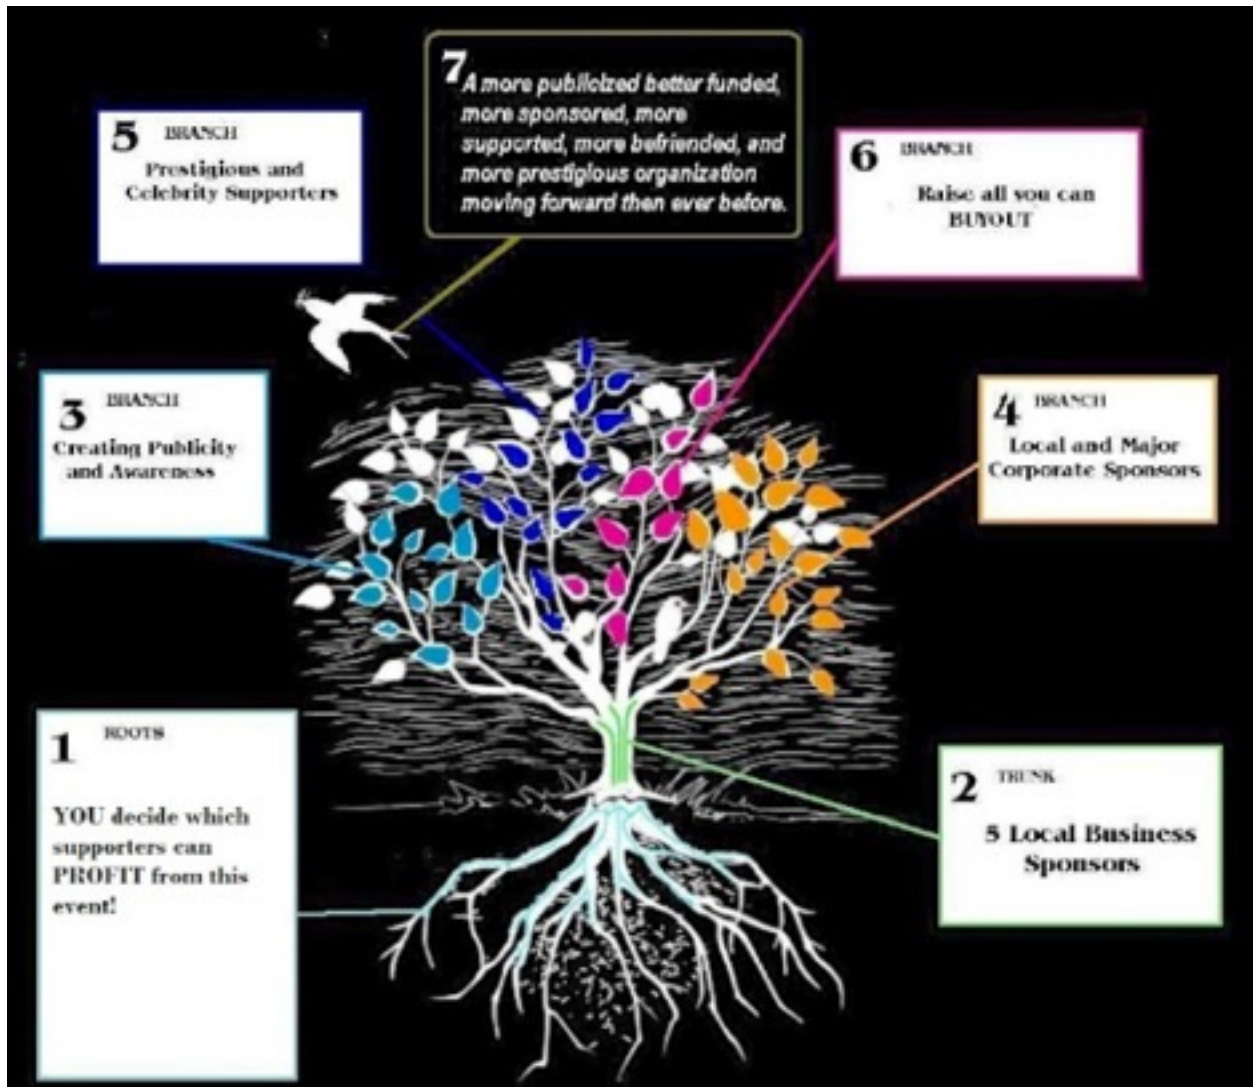 7
A more publicized better funded,
more sponsored, more
supported, more befriended, and
more prestigious organization
moving forward then ever before.
5 BRANCH
Prestigious and
Celebrity Supporters
6 BRANCH
Raise all you can
BUYOUT
3 BRANCH
Creating Publicity
and Awareness
4 BRANCH
Local and Major
Corporate Sponsors
1 ROOTS
YOU decide which
supporters can
PROFIT from this
event!
2 TRUNK
5 Local Business
Sponsors